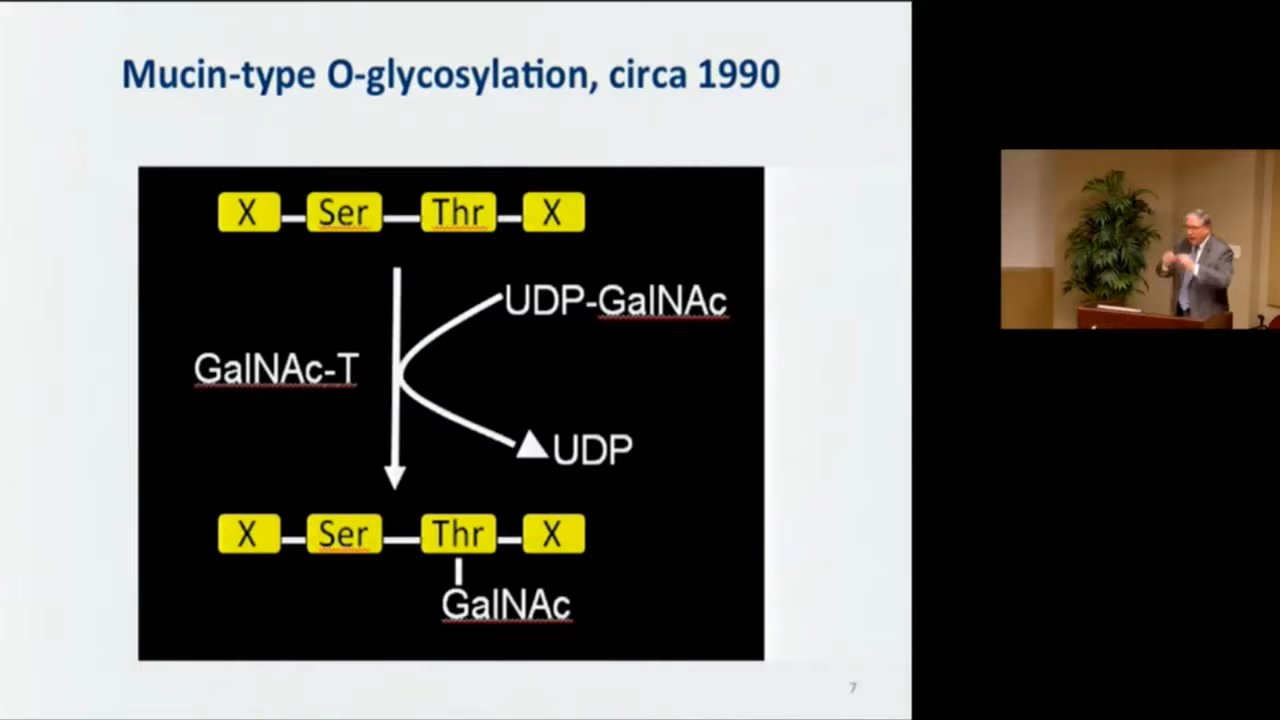 Mucin-type O-glycosylation, circa 1990
X Ser Thr X
UDP-GalNAc
GalNAc-T
UDP
X Ser Thr X
GalNAc
7